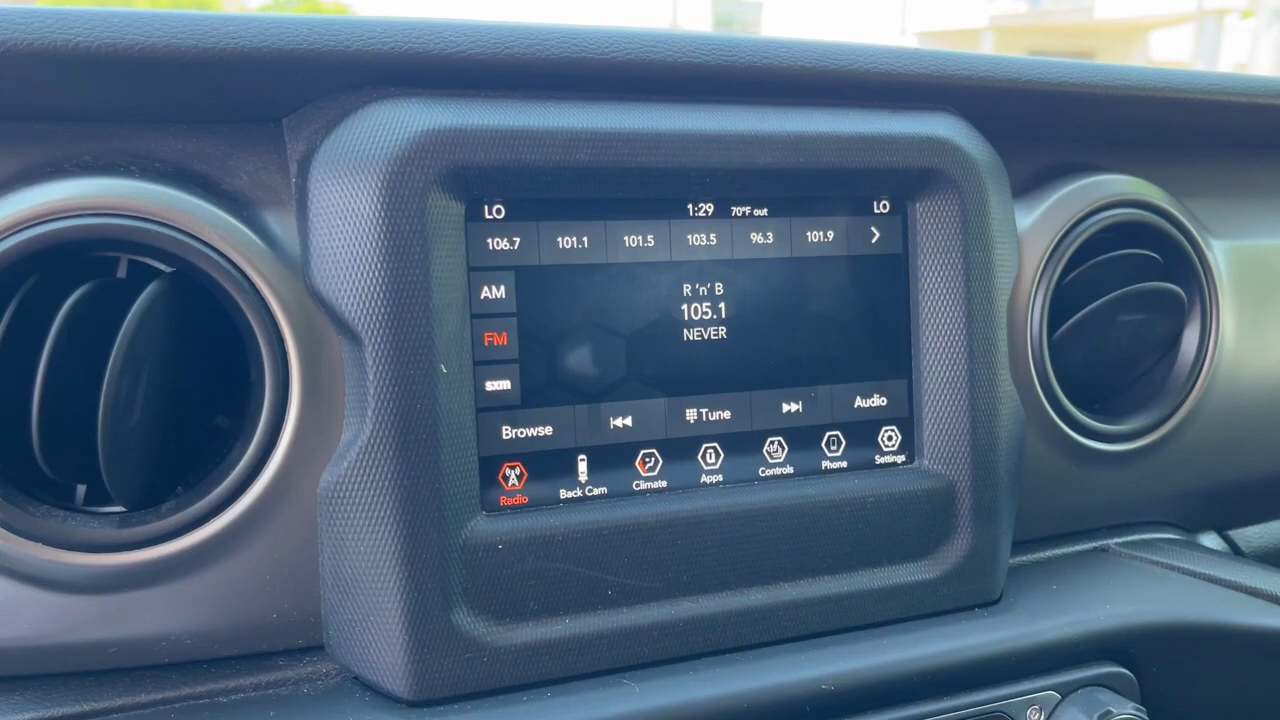 LO 1:29 70°F out LO
106.7 101.1 101.5 103.5 96.3 101.9
AM
R 'n' B
105.1
FM
NEVER
sxm
Browse Tune Audio
Radio Back Cam Climate Apps Controls Phone Settings